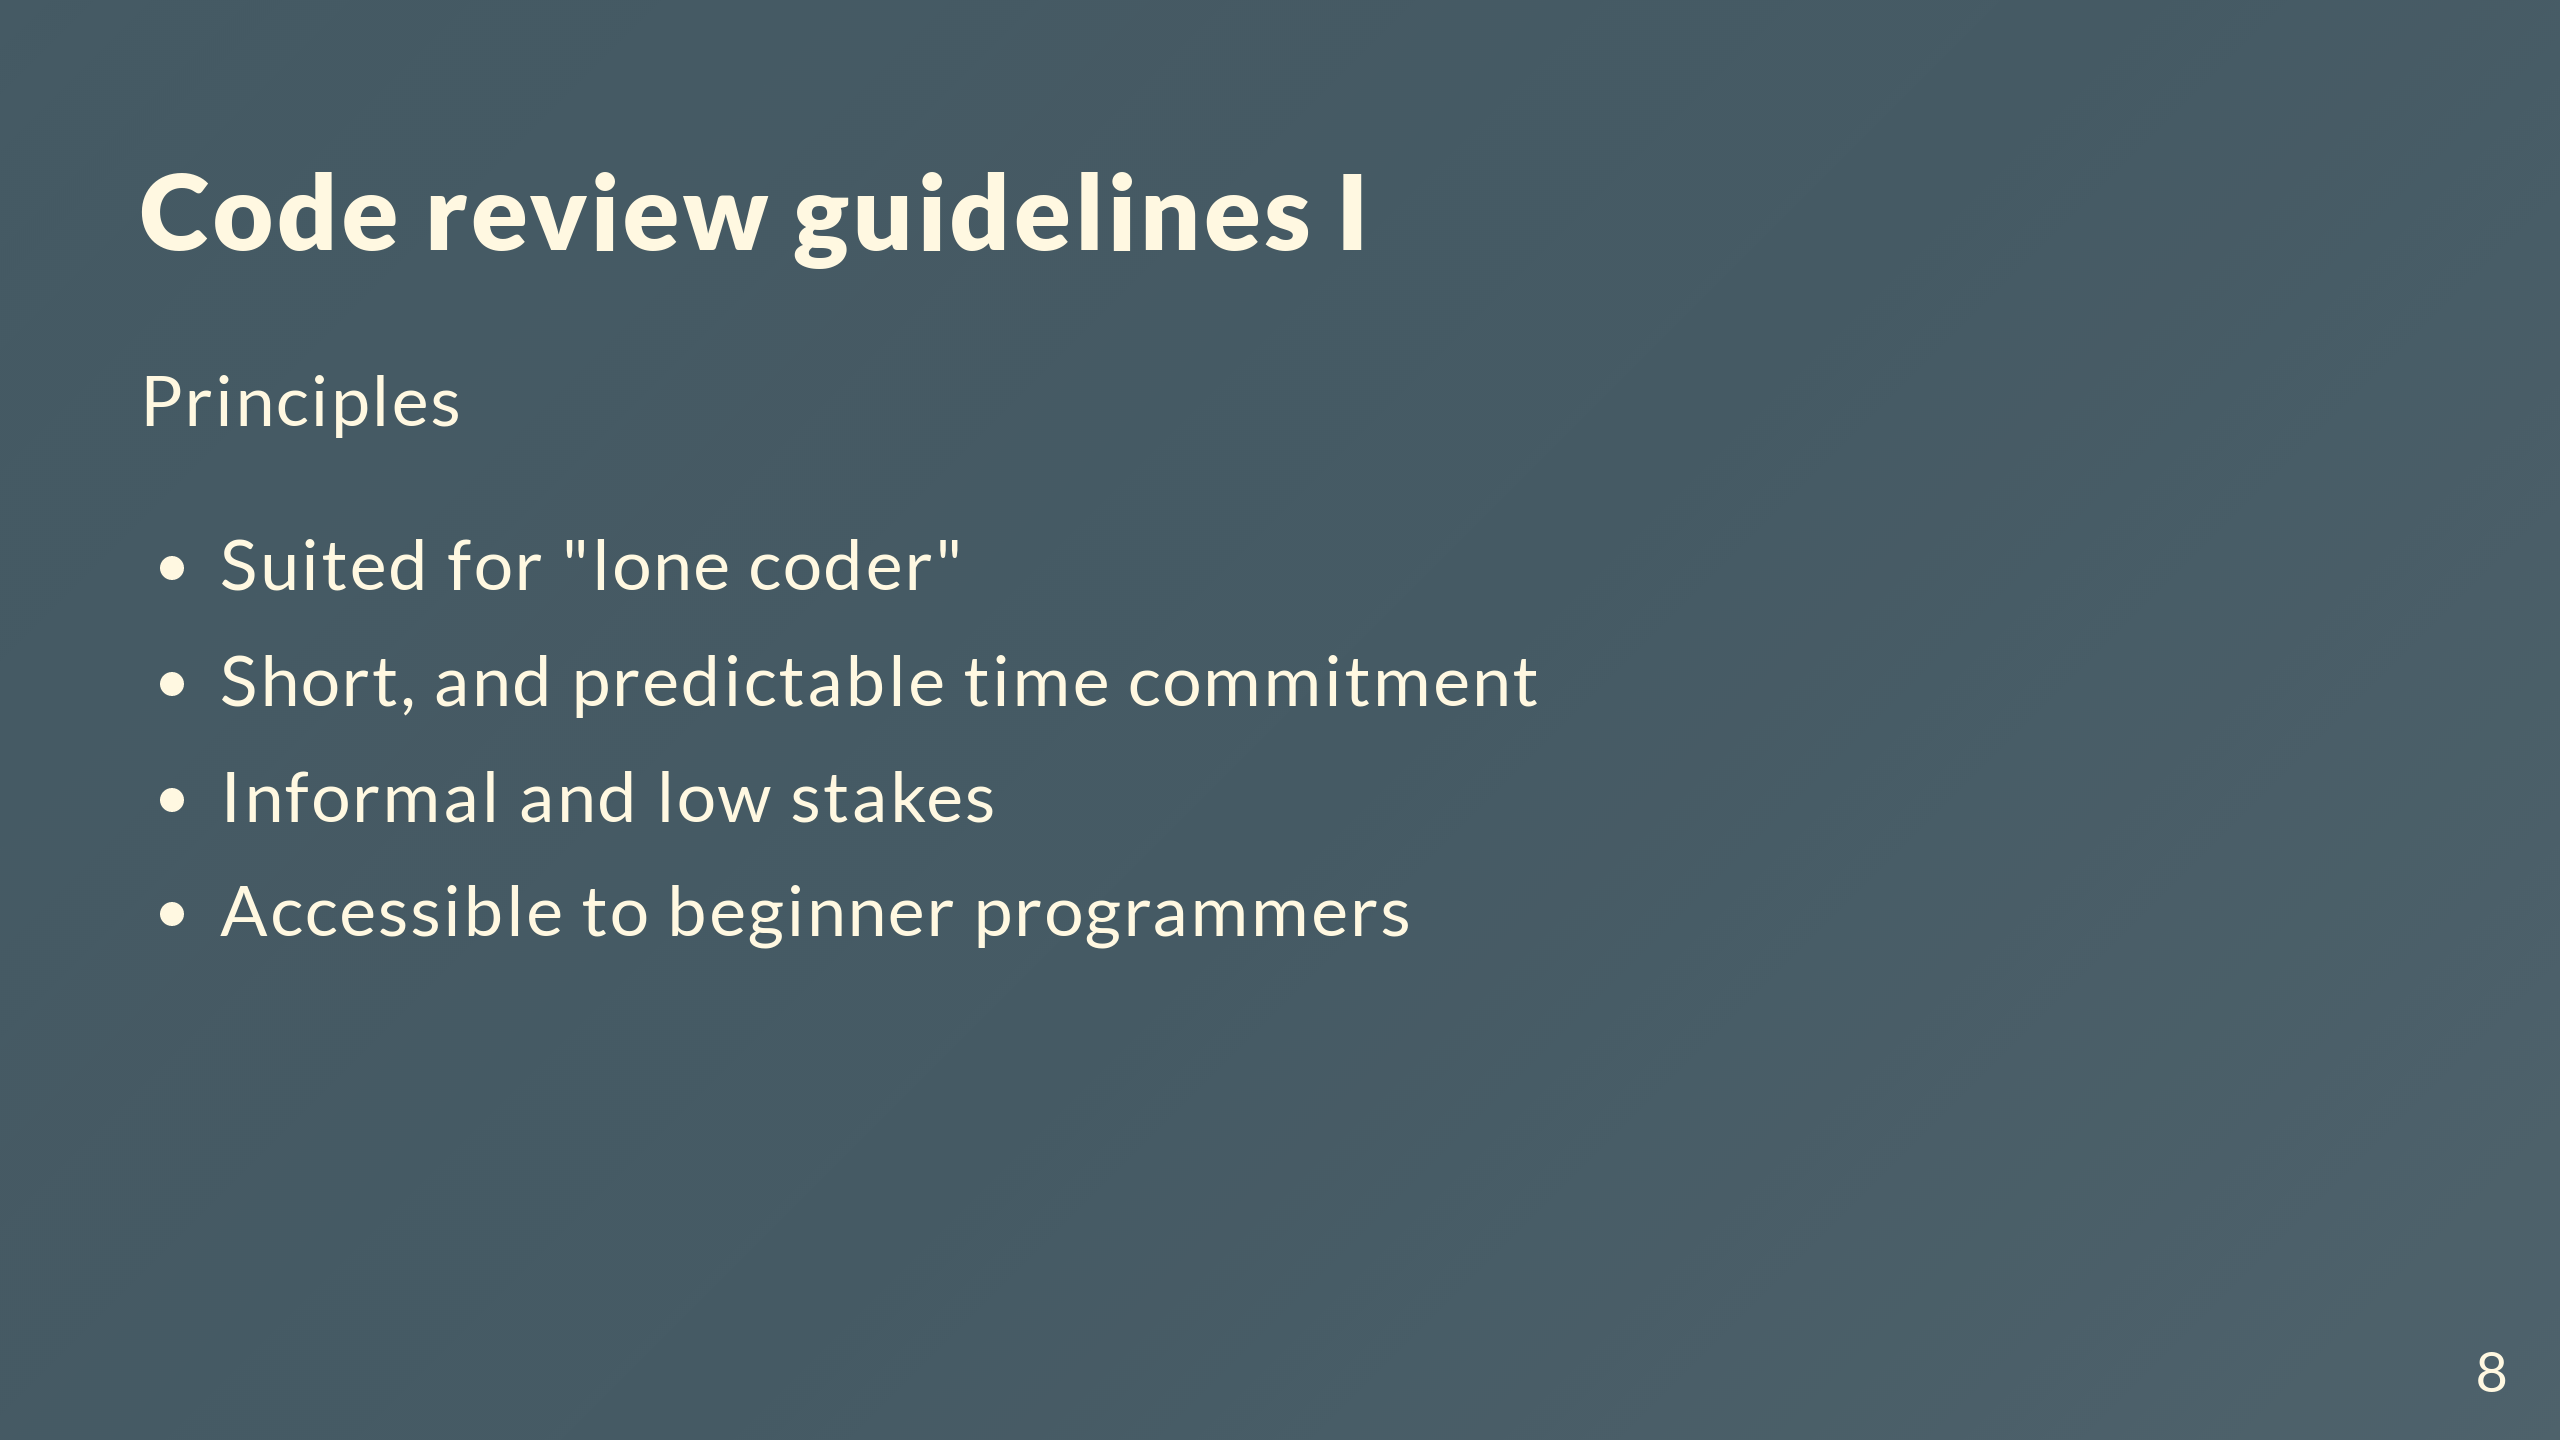 Code review guidelines I
Principles
• Suited for "lone coder"
• Short, and predictable time commitment
• Informal and low stakes
• Accessible to beginner programmers
8